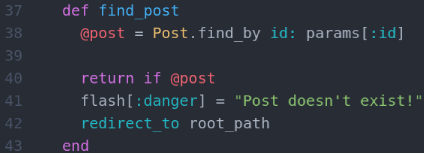 37 def find_post
38 @post = Post.find_by id: params[:id]
39
40 return if @post
41 flash[:danger] = "Post doesn't exist!"
42 redirect_to root_path
43 end